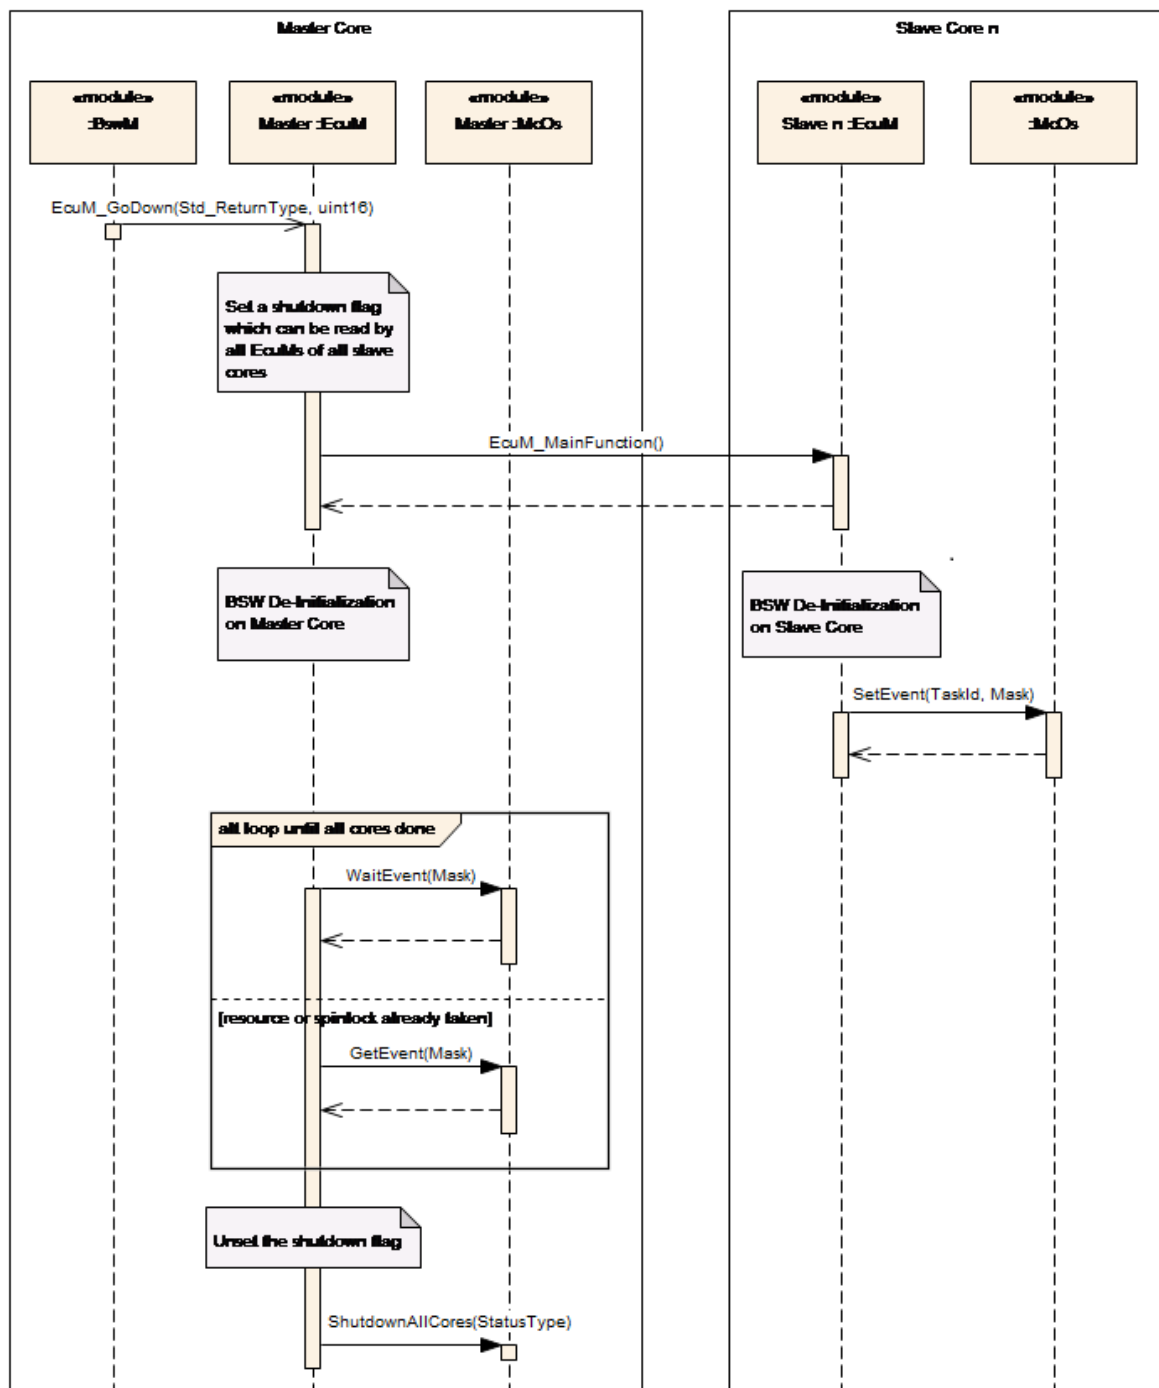 Master Core
Slave Core n
«module»
:BswM
«module»
Master :EcuM
«module»
Master :McOs
«module»
Slave n :EcuM
«module»
:McOs
EcuM_GoDown(Std_ReturnType, uint16)
Set a shutdown flag
which can be read by
all EcuMs of all slave
cores
EcuM_MainFunction()
BSW De-Initialization
on Master Core
BSW De-Initialization
on Slave Core
SetEvent(TaskId, Mask)
alt loop until all cores done
WaitEvent(Mask)
[resource or spinlock already taken]
GetEvent(Mask)
Unset the shutdown flag
ShutdownAllCores(StatusType)